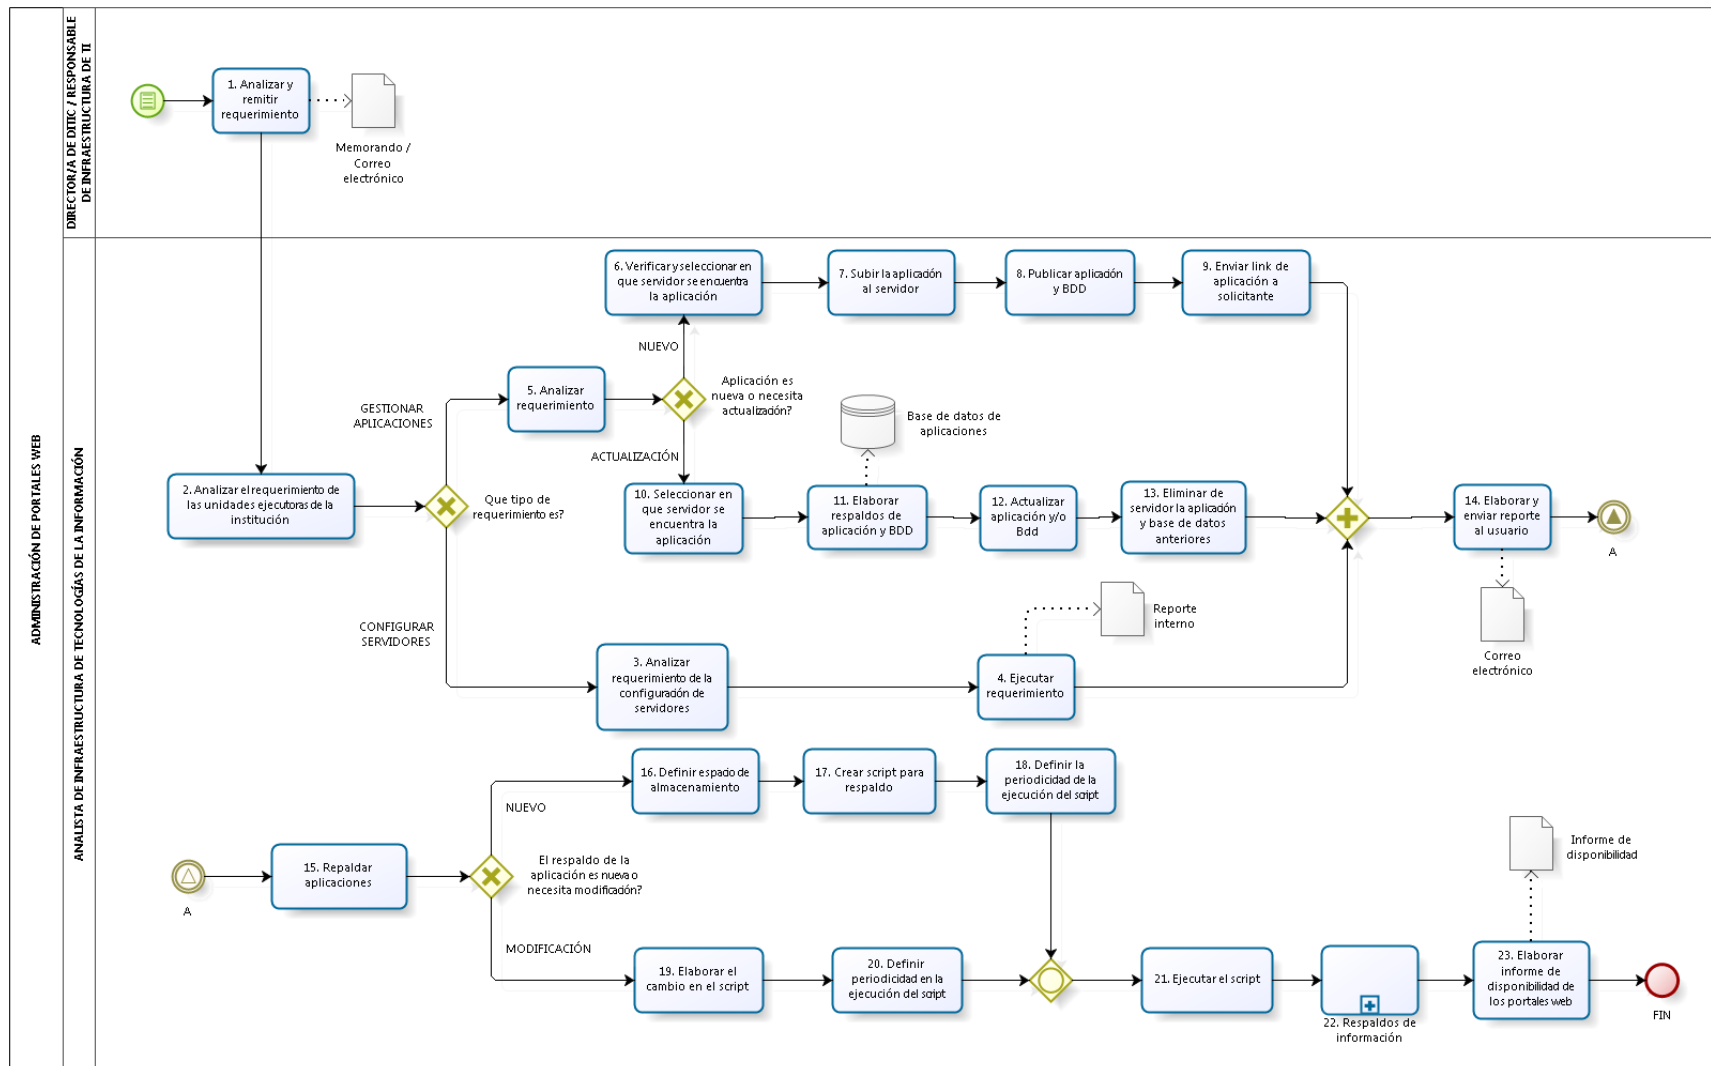 ADMINISTRACIÓN DE PORTALES WEB
DIRECTOR/A DE DITIC / RESPONSABLE
DE INFRAESTRUCTURA DE TI
1. Analizar y
remitir
requerimiento
Memorando /
Correo
electrónico
ANALISTA DE INFRAESTRUCTURA DE TECNOLOGÍAS DE LA INFORMACIÓN
2. Analizar el requerimiento de
las unidades ejecutoras de la
institución
Que tipo de
requerimiento es?
GESTIONAR
APLICACIONES
CONFIGURAR
SERVIDORES
5. Analizar
requerimiento
Aplicación es
nueva o necesita
actualización?
NUEVO
ACTUALIZACIÓN
6. Verificar y seleccionar en
que servidor se encuentra
la aplicación
7. Subir la aplicación
al servidor
8. Publicar aplicación
y BDD
9. Enviar link de
aplicación a
solicitante
Base de datos de
aplicaciones
10. Seleccionar en
que servidor se
encuentra la
aplicación
11. Elaborar
respaldos de
aplicación y BDD
12. Actualizar
aplicación y/o
Bdd
13. Eliminar de
servidor la aplicación
y base de datos
anteriores
14. Elaborar y
enviar reporte
al usuario
A
Correo
electrónico
3. Analizar
requerimiento de la
configuración de
servidores
4. Ejecutar
requerimiento
Reporte
interno
A
15. Repaldar
aplicaciones
El respaldo de la
aplicación es nueva o
necesita modificación?
NUEVO
MODIFICACIÓN
16. Definir espacio de
almacenamiento
17. Crear script para
respaldo
18. Definir la
periodicidad de la
ejecución del script
19. Elaborar el
cambio en el script
20. Definir
periodicidad en la
ejecución del script
21. Ejecutar el script
22. Respaldos de
información
23. Elaborar
informe de
disponibilidad de
los portales web
Informe de
disponibilidad
FIN